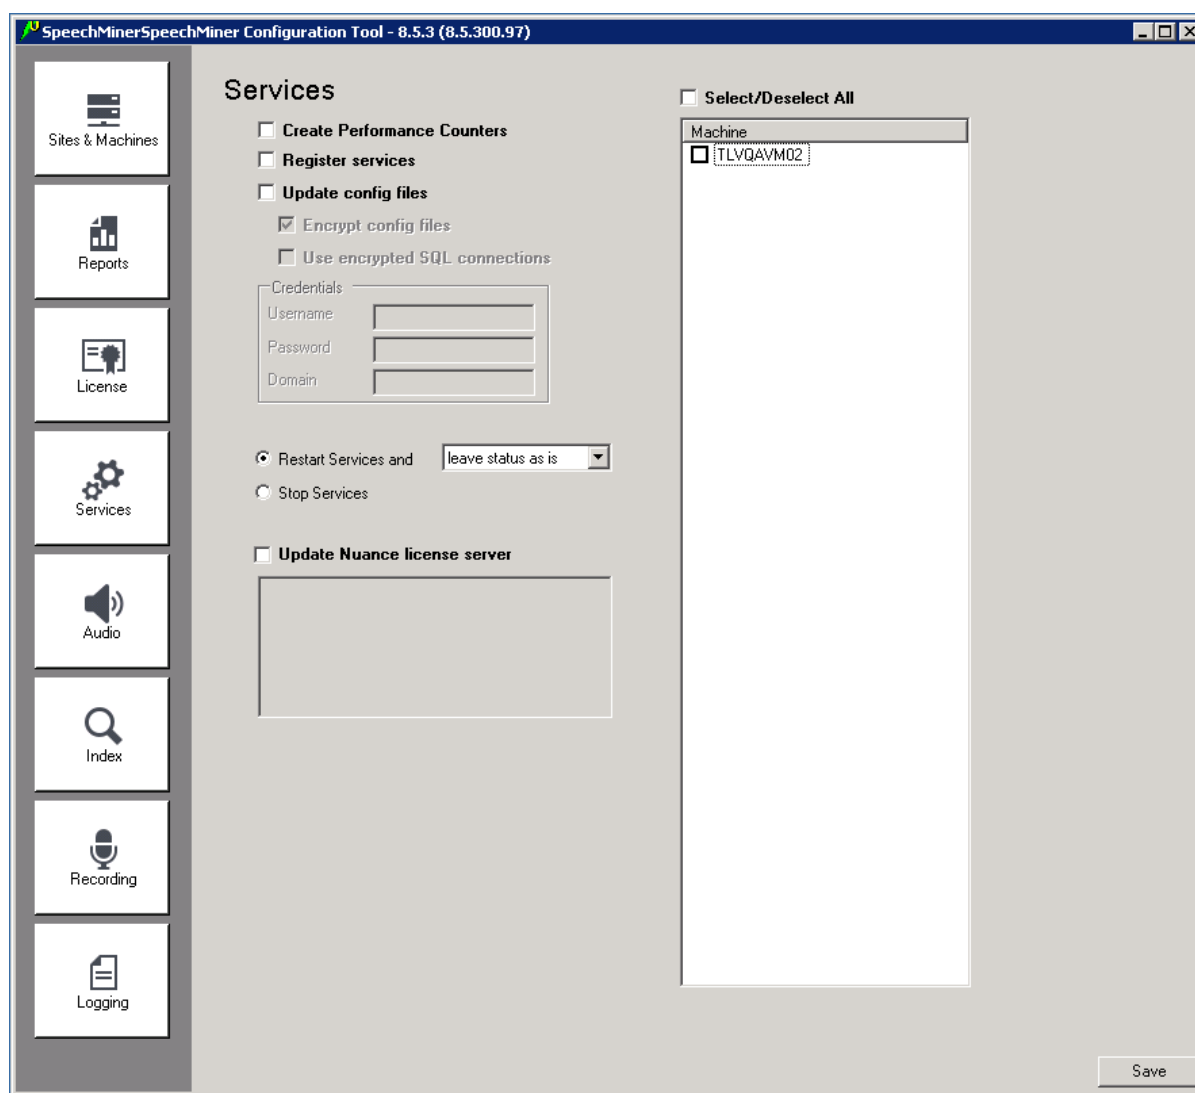 SpeechMinerSpeechMiner Configuration Tool - 8.5.3 (8.5.300.97)
Sites & Machines
Reports
License
Services
Audio
Index
Recording
Logging
Services
Create Performance Counters
Register services
Update config files
Encrypt config files
Use encrypted SQL connections
Credentials
Username
Password
Domain
Restart Services and
leave status as is
Stop Services
Update Nuance license server
Select/Deselect All
Machine
TLVQAVM02
Save